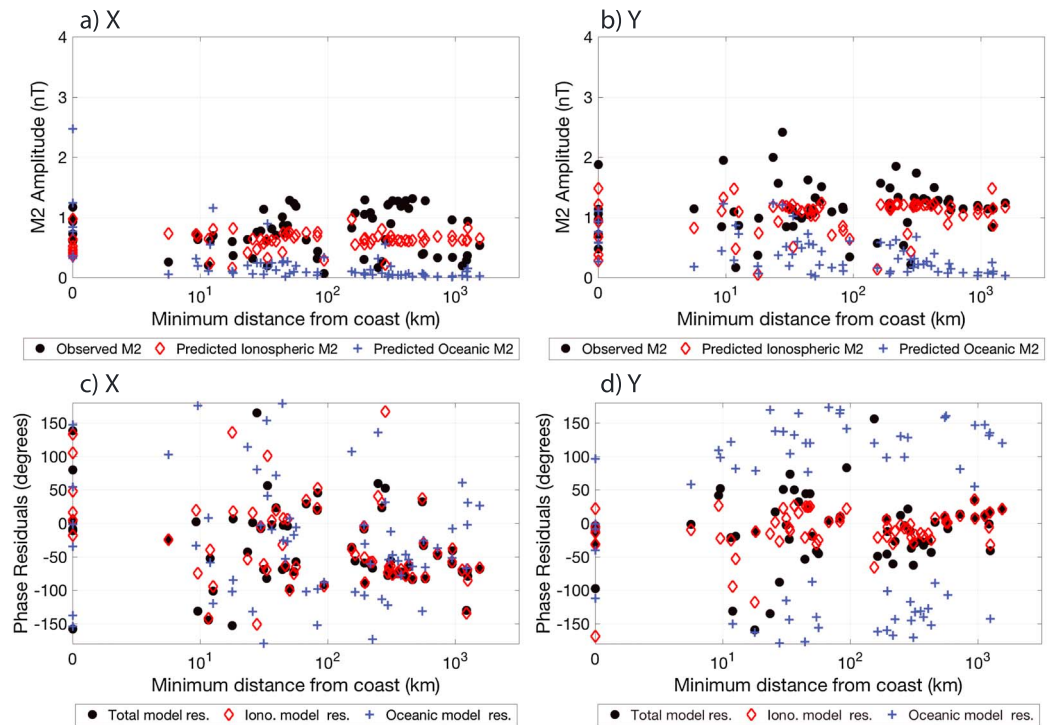 a) X
b) Y
M2 Amplitude (nT)
4
3
2
1
0
0
10¹
10²
10³
Minimum distance from coast (km)
Observed M2 Predicted Ionospheric M2 Predicted Oceanic M2
M2 Amplitude (nT)
4
3
2
1
0
0
10¹
10²
10³
Minimum distance from coast (km)
Observed M2 Predicted Ionospheric M2 Predicted Oceanic M2
c) X
d) Y
Phase Residuals (degrees)
150
100
50
0
-50
-100
-150
0
10¹
10²
10³
Minimum distance from coast (km)
Total model res. Iono. model res. Oceanic model res.
Phase Residuals (degrees)
150
100
50
0
-50
-100
-150
0
10¹
10²
10³
Minimum distance from coast (km)
Total model res. Iono. model res. Oceanic model res.